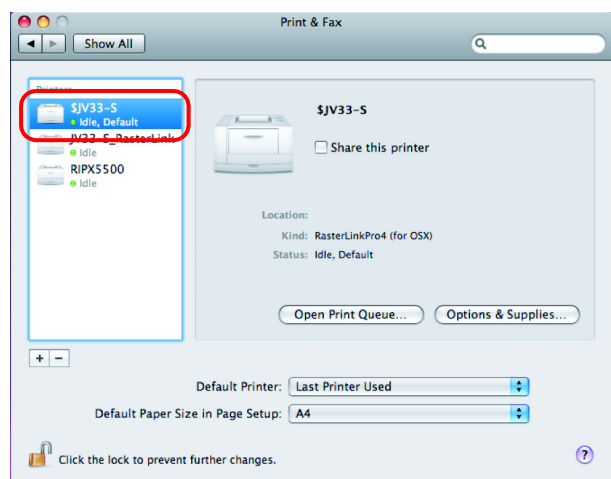 Print & Fax
Show All
Printers
$JV33-S
Idle, Default
JV33-S_RasterLink
Idle
RIPX5500
Idle
$JV33-S
Share this printer
Location:
Kind: RasterLinkPro4 (for OSX)
Status: Idle, Default
Open Print Queue... Options & Supplies...
+ −
Default Printer: Last Printer Used
Default Paper Size in Page Setup: A4
Click the lock to prevent further changes. ?